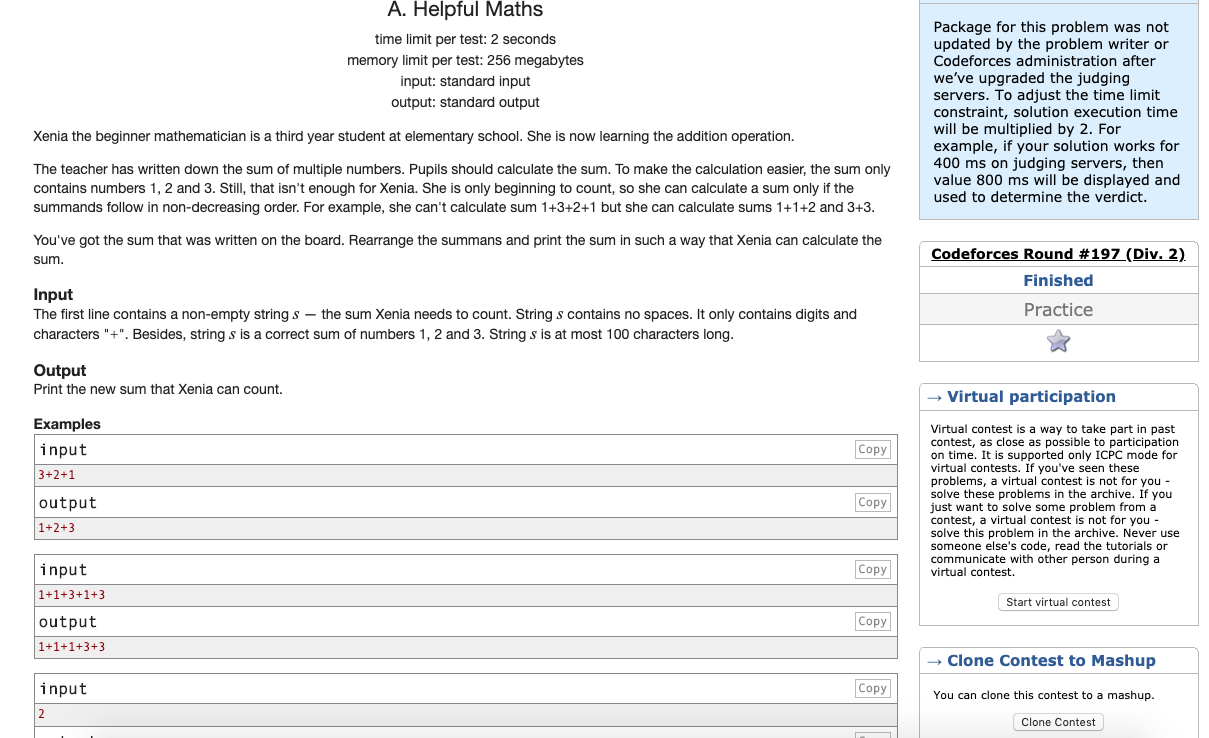 A. Helpful Maths
time limit per test: 2 seconds
memory limit per test: 256 megabytes
input: standard input
output: standard output
Xenia the beginner mathematician is a third year student at elementary school. She is now learning the addition operation.
The teacher has written down the sum of multiple numbers. Pupils should calculate the sum. To make the calculation easier, the sum only
contains numbers 1, 2 and 3. Still, that isn't enough for Xenia. She is only beginning to count, so she can calculate a sum only if the
summands follow in non-decreasing order. For example, she can't calculate sum 1+3+2+1 but she can calculate sums 1+1+2 and 3+3.
You've got the sum that was written on the board. Rearrange the summans and print the sum in such a way that Xenia can calculate the
sum.
Input
The first line contains a non-empty string s — the sum Xenia needs to count. String s contains no spaces. It only contains digits and
characters "+". Besides, string s is a correct sum of numbers 1, 2 and 3. String s is at most 100 characters long.
Output
Print the new sum that Xenia can count.
Examples
input
Copy
3+2+1
output
Copy
1+2+3
input
Copy
1+1+3+1+3
output
Copy
1+1+1+3+3
input
Copy
2
Package for this problem was not
updated by the problem writer or
Codeforces administration after
we've upgraded the judging
servers. To adjust the time limit
constraint, solution execution time
will be multiplied by 2. For
example, if your solution works for
400 ms on judging servers, then
value 800 ms will be displayed and
used to determine the verdict.
Codeforces Round #197 (Div. 2)
Finished
Practice
→ Virtual participation
Virtual contest is a way to take part in past
contest, as close as possible to participation
on time. It is supported only ICPC mode for
virtual contests. If you've seen these
problems, a virtual contest is not for you -
solve these problems in the archive. If you
just want to solve some problem from a
contest, a virtual contest is not for you -
solve this problem in the archive. Never use
someone else's code, read the tutorials or
communicate with other person during a
virtual contest.
Start virtual contest
→ Clone Contest to Mashup
You can clone this contest to a mashup.
Clone Contest